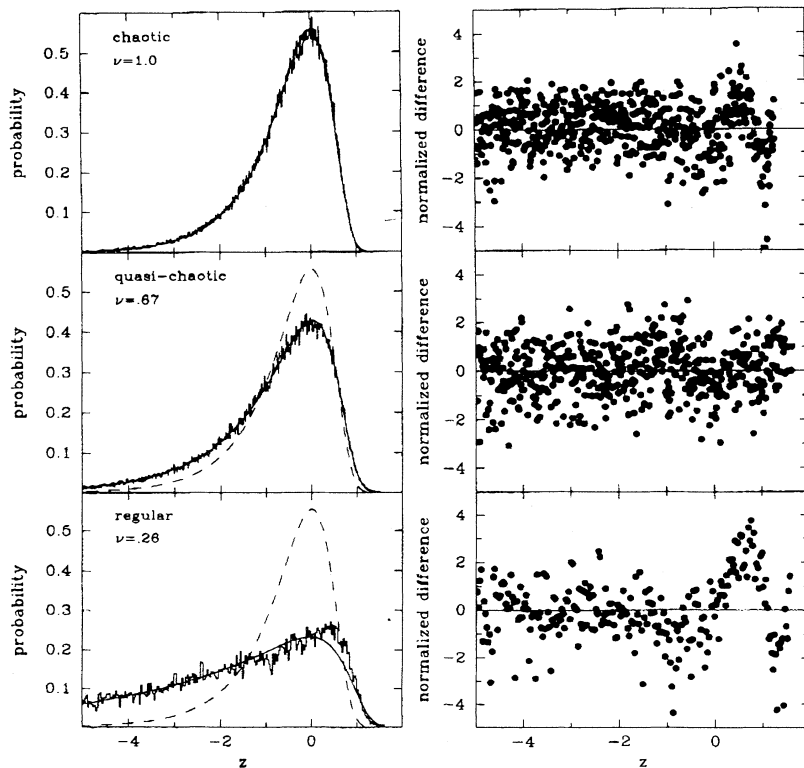 chaotic
ν=1.0
probability
0.5
0.4
0.3
0.2
0.1
normalized difference
4
2
0
−2
−4
quasi-chaotic
ν=.67
probability
0.5
0.4
0.3
0.2
0.1
normalized difference
4
2
0
−2
−4
regular
ν=.26
probability
0.5
0.4
0.3
0.2
0.1
−4
−2
0
z
normalized difference
4
2
0
−2
−4
−4
−2
0
z